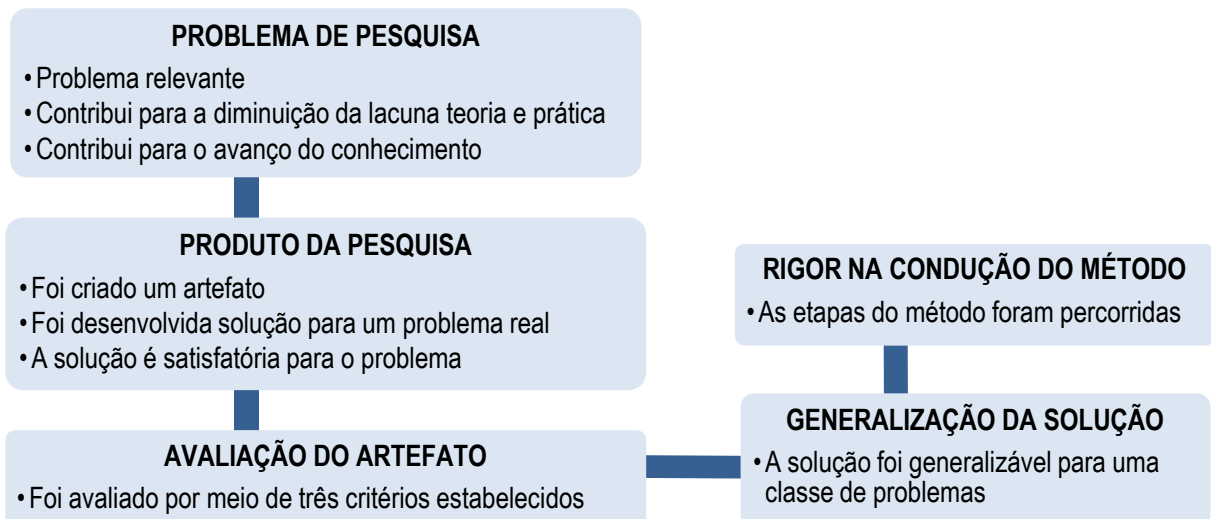 PROBLEMA DE PESQUISA
• Problema relevante
• Contribui para a diminuição da lacuna teoria e prática
• Contribui para o avanço do conhecimento
PRODUTO DA PESQUISA
• Foi criado um artefato
• Foi desenvolvida solução para um problema real
• A solução é satisfatória para o problema
AVALIAÇÃO DO ARTEFATO
• Foi avaliado por meio de três critérios estabelecidos
GENERALIZAÇÃO DA SOLUÇÃO
• A solução foi generalizável para uma
classe de problemas
RIGOR NA CONDUÇÃO DO MÉTODO
• As etapas do método foram percorridas